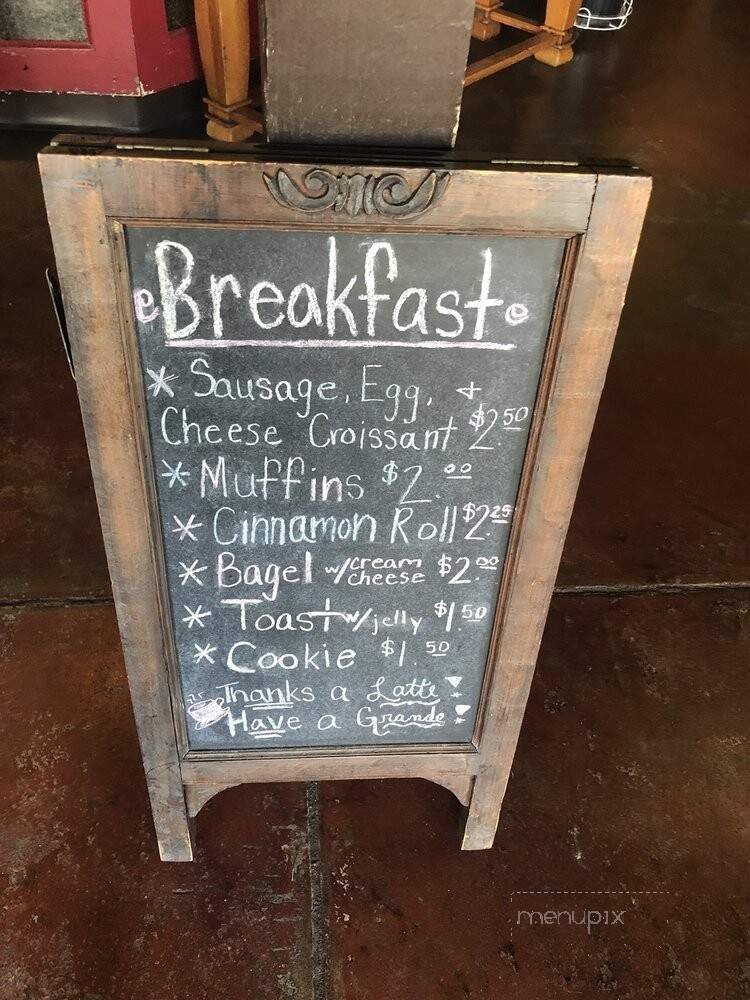 Breakfast
* Sausage, Egg, +
Cheese Croissant $2.50
* Muffins $2.00
* Cinnamon Roll $2.25
* Bagel w/cream cheese $2.00
* Toast w/jelly $1.50
* Cookie $1.50
Thanks a Latte!
Have a Grande!
menupix